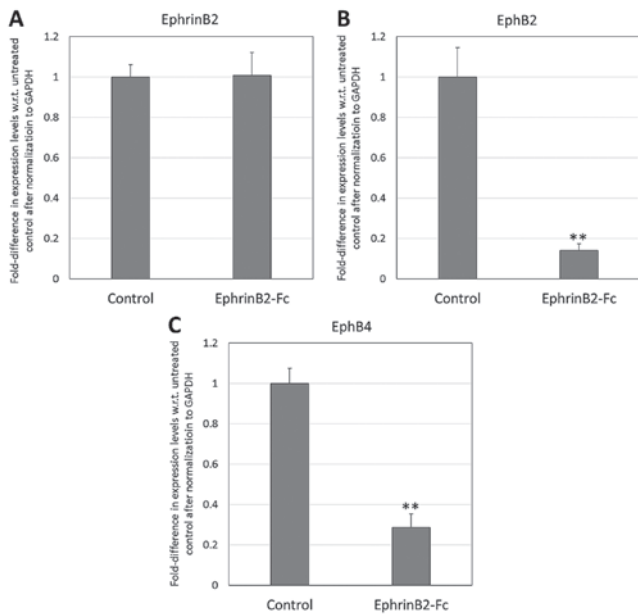 A
EphrinB2
Fold-difference in expression levels w.r.t. untreated
control after normalizatioin to GAPDH
1.2
1
0.8
0.6
0.4
0.2
0
Control
EphrinB2-Fc
B
EphB2
Fold-difference in expression levels w.r.t. untreated
control after normalizatioin to GAPDH
1.2
1
0.8
0.6
0.4
0.2
0
**
Control
EphrinB2-Fc
C
EphB4
Fold-difference in expression levels w.r.t. untreated
control after normalizatioin to GAPDH
1.2
1
0.8
0.6
0.4
0.2
0
**
Control
EphrinB2-Fc